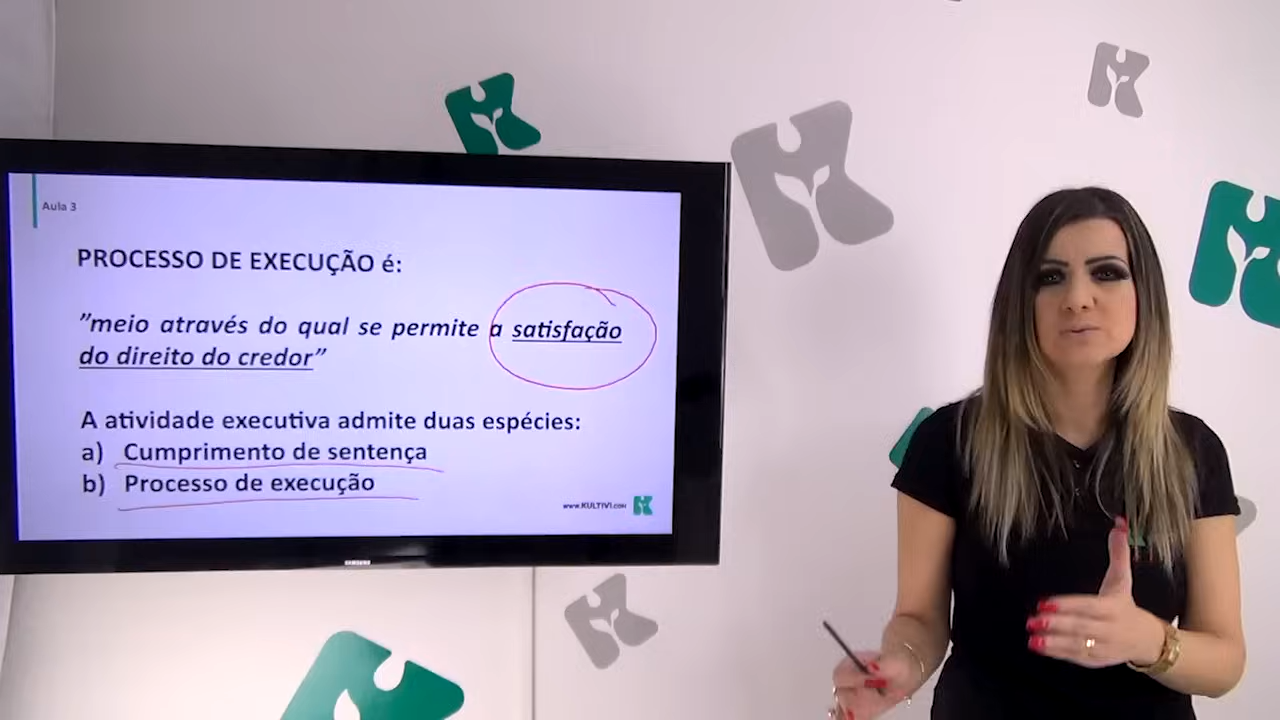 Aula 3
PROCESSO DE EXECUÇÃO é:
”meio através do qual se permite a satisfação
do direito do credor”
A atividade executiva admite duas espécies:
a) Cumprimento de sentença
b) Processo de execução
www.KULTIVI.COM
SAMSUNG